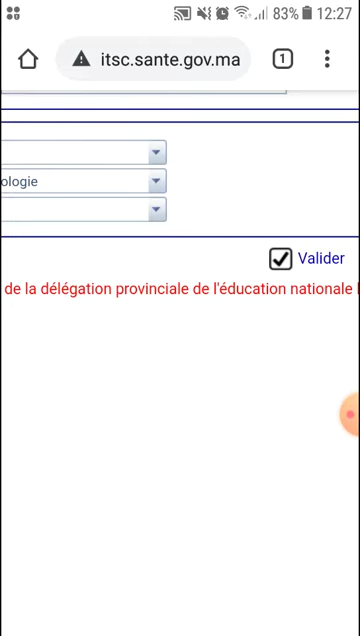 83% 12:27
itsc.sante.gov.ma 1
ologie
Valider
de la délégation provinciale de l'éducation nationale